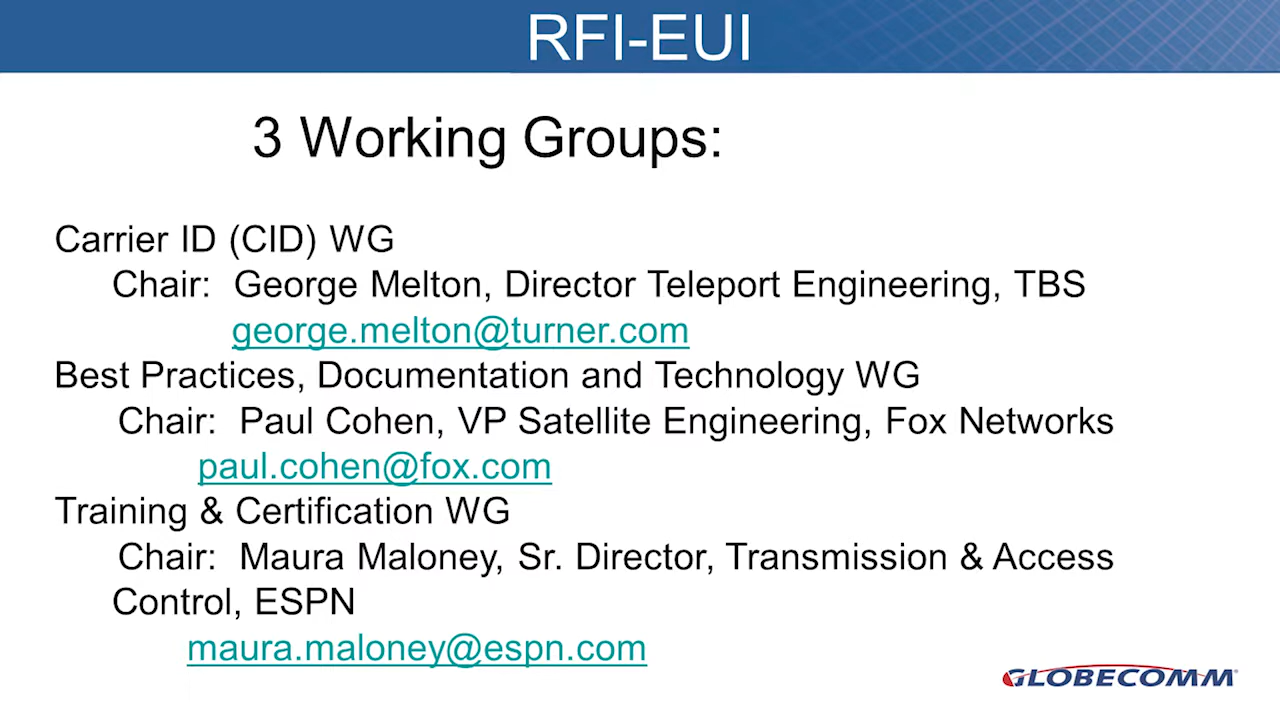 RFI-EUI
3 Working Groups:
Carrier ID (CID) WG
Chair: George Melton, Director Teleport Engineering, TBS
george.melton@turner.com
Best Practices, Documentation and Technology WG
Chair: Paul Cohen, VP Satellite Engineering, Fox Networks
paul.cohen@fox.com
Training & Certification WG
Chair: Maura Maloney, Sr. Director, Transmission & Access
Control, ESPN
maura.maloney@espn.com
GLOBECOMM